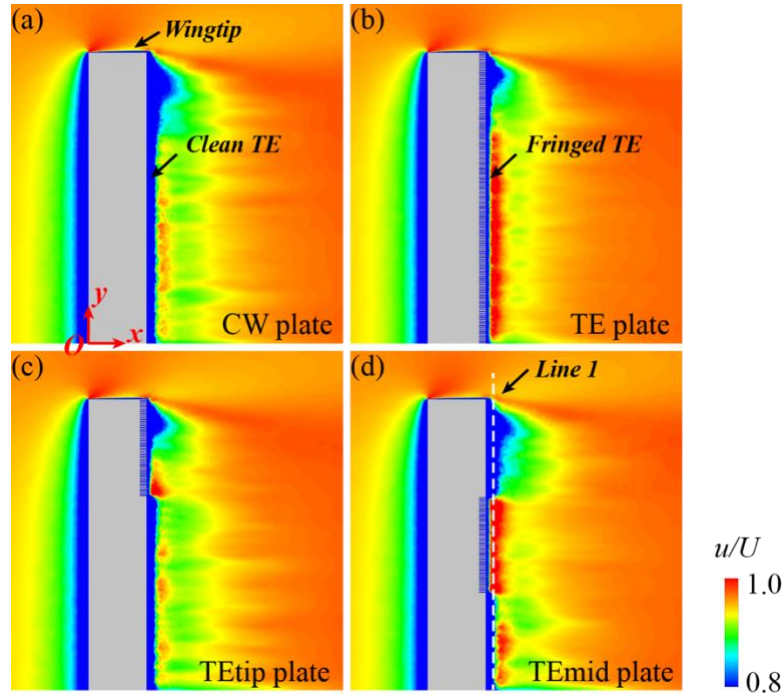 (a)
Wingtip
Clean TE
y
O
x
CW plate
(b)
Fringed TE
TE plate
(c)
TEtip plate
(d)
Line 1
TEmid plate
u/U
1.0
0.8